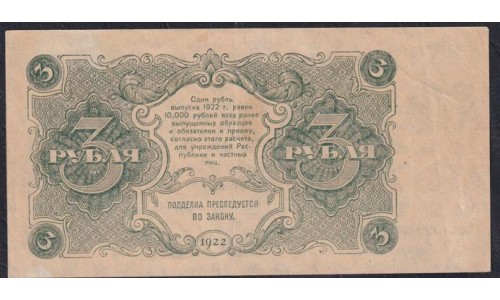 3
3
Один рубль
выпуска 1922 г. равен
10.000 рублей всех ранее
выпущенных образцов
и обязателен к приему,
согласно этого расчета,
для учреждений Рес-
публики и частных
лиц.
3
РУБЛЯ
3
РУБЛЯ
ПОДДЕЛКА ПРЕСЛЕДУЕТСЯ
ПО ЗАКОНУ.
3
1922
3